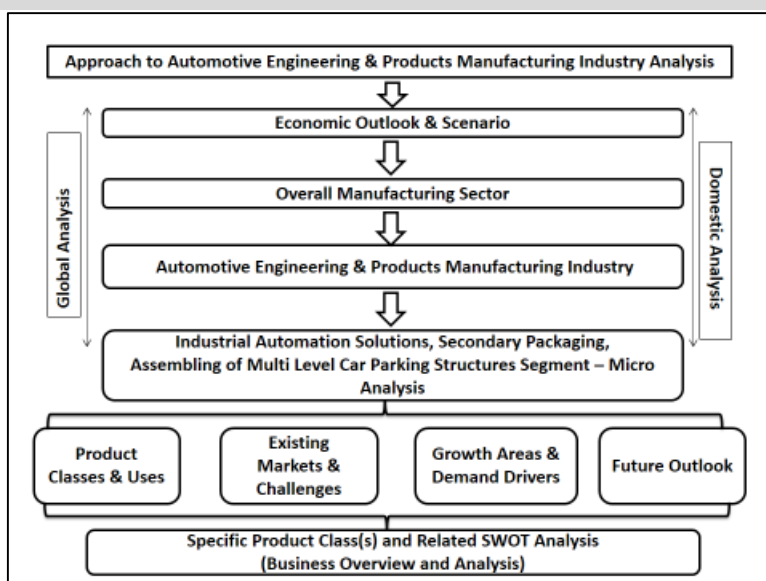 Approach to Automotive Engineering & Products Manufacturing Industry Analysis
Economic Outlook & Scenario
Overall Manufacturing Sector
Automotive Engineering & Products Manufacturing Industry
Industrial Automation Solutions, Secondary Packaging,
Assembling of Multi Level Car Parking Structures Segment – Micro
Analysis
Global Analysis
Domestic Analysis
Product
Classes & Uses
Existing
Markets &
Challenges
Growth Areas &
Demand Drivers
Future Outlook
Specific Product Class(s) and Related SWOT Analysis
(Business Overview and Analysis)